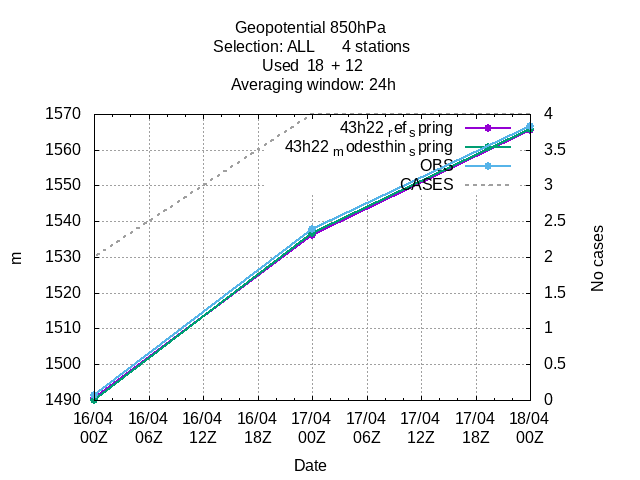 Geopotential 850hPa
Selection: ALL 4 stations
Used 18 + 12
Averaging window: 24h
1570 4
43h22 ref spring
1560 3.5
43h22 modesthin spring
OBS
1550 3
CASES
1540 2.5
1530 2
m
No cases
1520 1.5
1510 1
1500 0.5
1490 0
16/04 16/04 16/04 16/04 17/04 17/04 17/04 17/04 18/04
00Z 06Z 12Z 18Z 00Z 06Z 12Z 18Z 00Z
Date